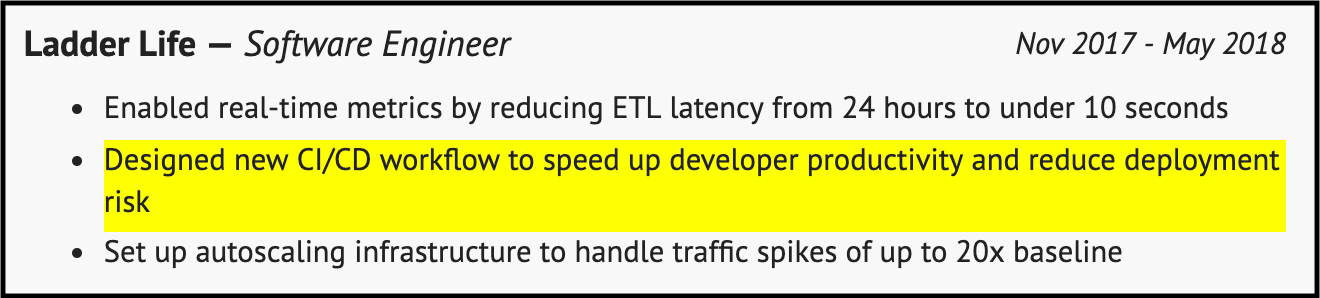 Ladder Life — Software Engineer Nov 2017 - May 2018
• Enabled real-time metrics by reducing ETL latency from 24 hours to under 10 seconds
• Designed new CI/CD workflow to speed up developer productivity and reduce deployment
risk
• Set up autoscaling infrastructure to handle traffic spikes of up to 20x baseline